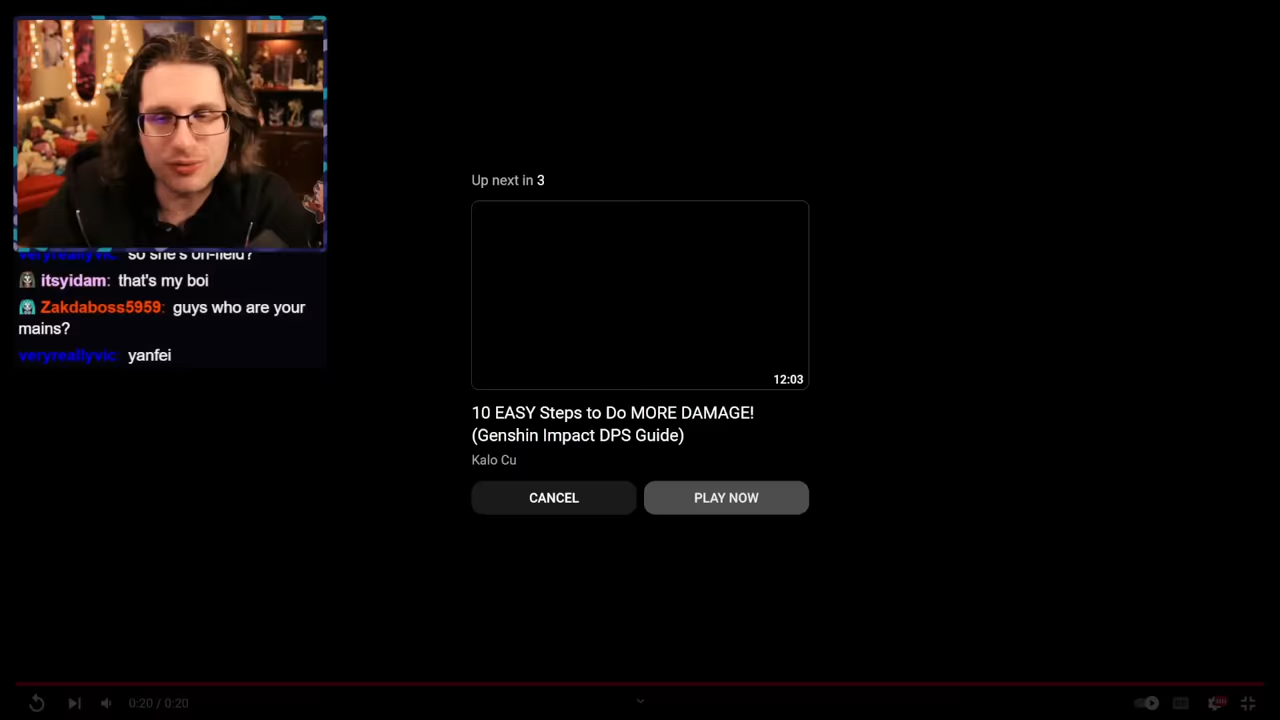 veryreallyvic: so she's on-field?
itsyidam: that's my boi
Zakdaboss5959: guys who are your
mains?
veryreallyvic: yanfei
Up next in 3
12:03
10 EASY Steps to Do MORE DAMAGE!
(Genshin Impact DPS Guide)
Kalo Cu
CANCEL
PLAY NOW
0:20 / 0:20